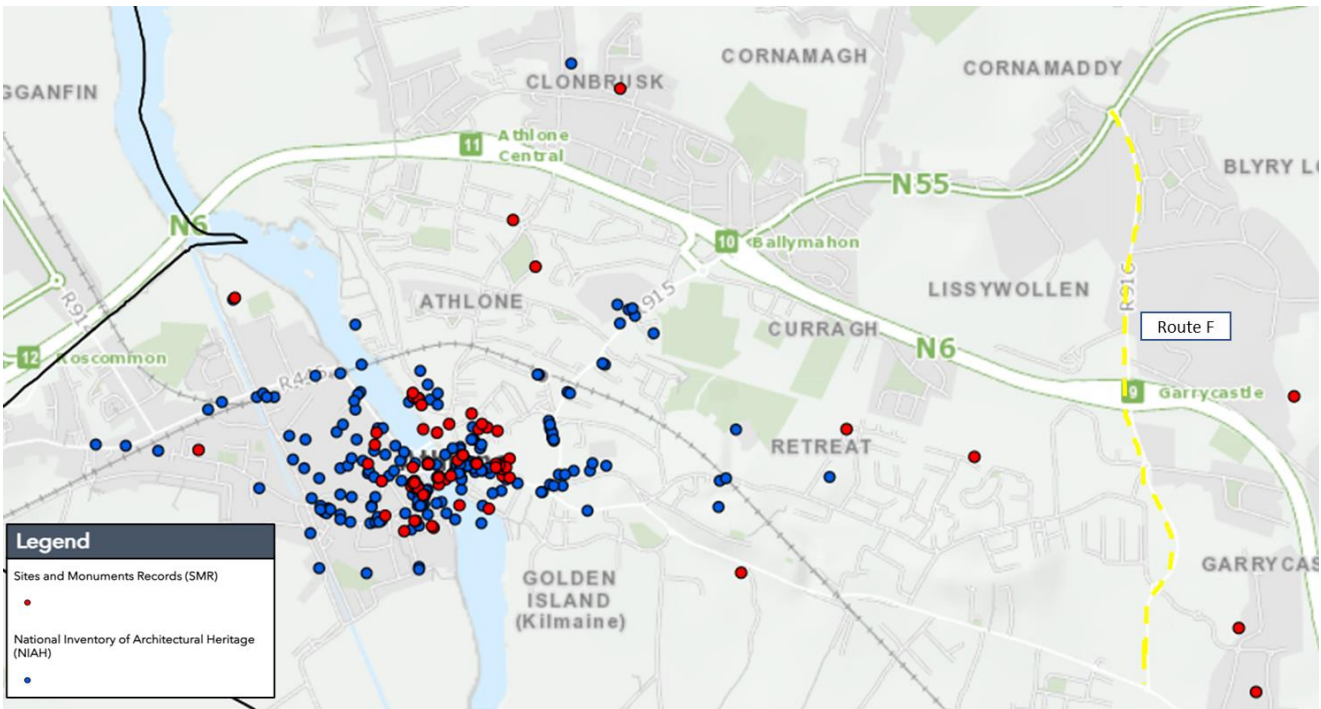 GGANFIN
CLONBRUSK
CORNAMAGH
CORNAMADDY
BLYRY LO
11
Athlone
Central
N55
N6
10
Ballymahon
R915
ATHLONE
LISSYWOLLEN
R916
CURRAGH
Route F
12
Roscommon
R446
N6
9
Garrycastle
RETREAT
GOLDEN
ISLAND
(Kilmaine)
GARRYCAS
Legend
Sites and Monuments Records (SMR)
National Inventory of Architectural Heritage
(NIAH)